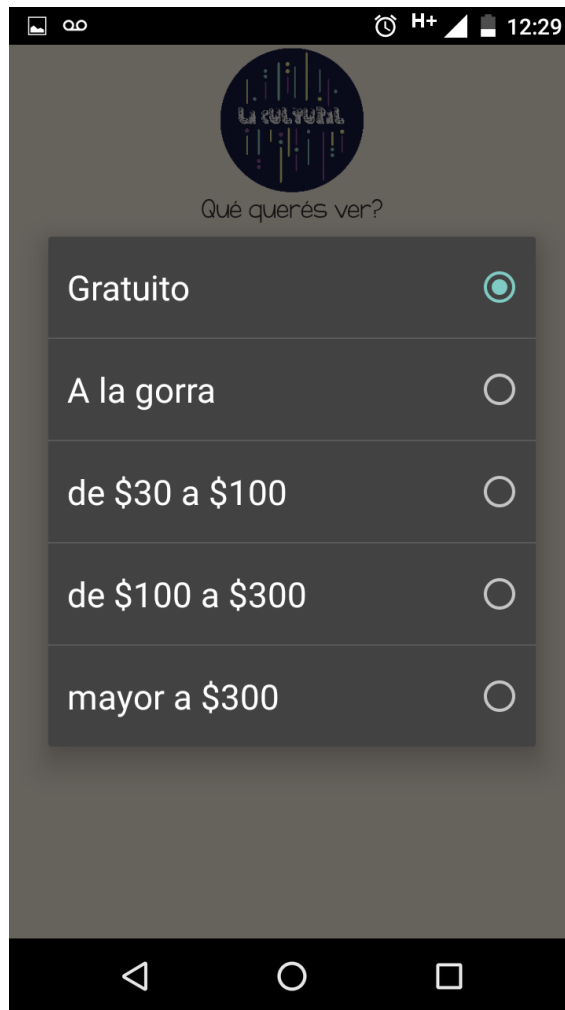 H+ 12:29
La CULTURAL
Qué querés ver?
Gratuito
A la gorra
de $30 a $100
de $100 a $300
mayor a $300